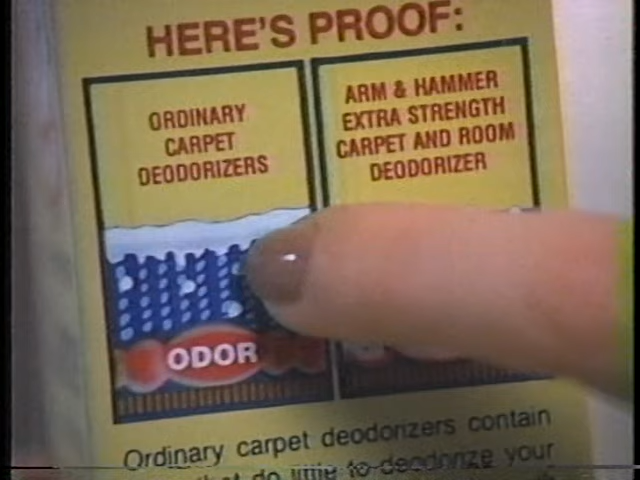 HERE'S PROOF:
ORDINARY
CARPET
DEODORIZERS
ARM & HAMMER
EXTRA STRENGTH
CARPET AND ROOM
DEODORIZER
ODOR
Ordinary carpet deodorizers contain
that do little to deodorize your